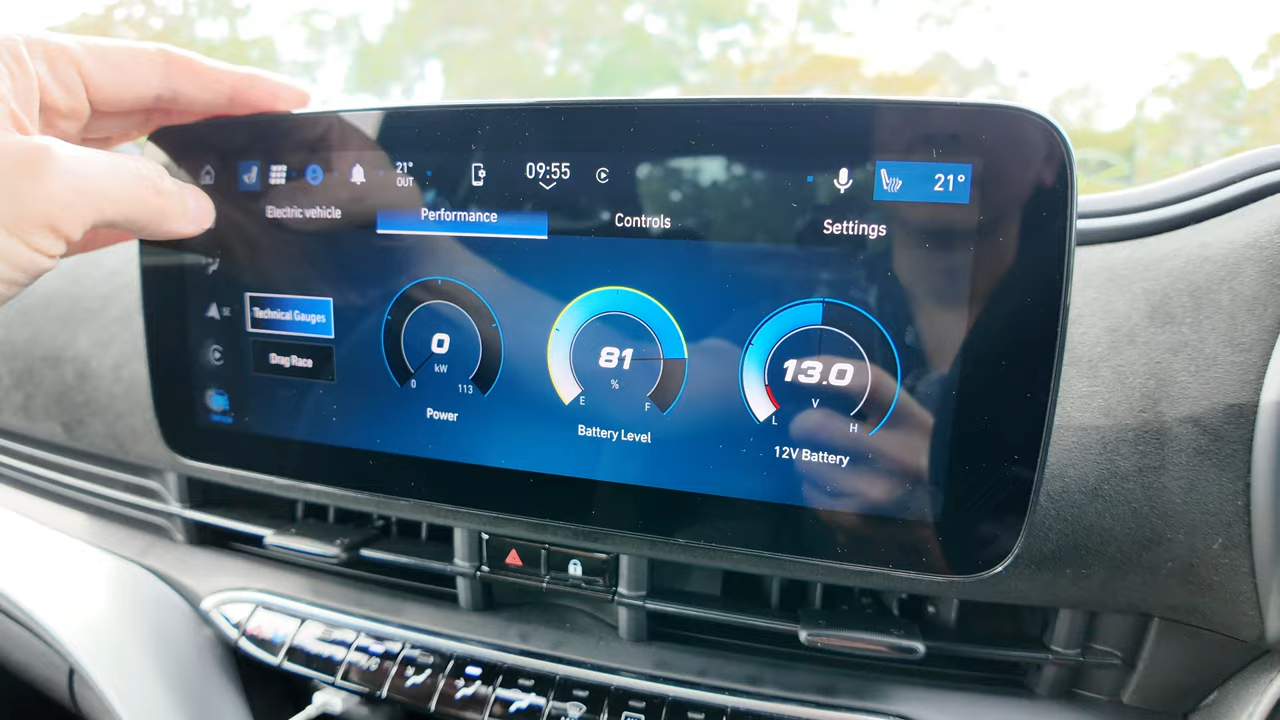 21°
OUT
09:55
21°
Electric vehicle
Performance
Controls
Settings
Technical Gauges
Drag Race
0
kW
0
113
Power
81
%
E
F
Battery Level
13.0
V
L
H
12V Battery